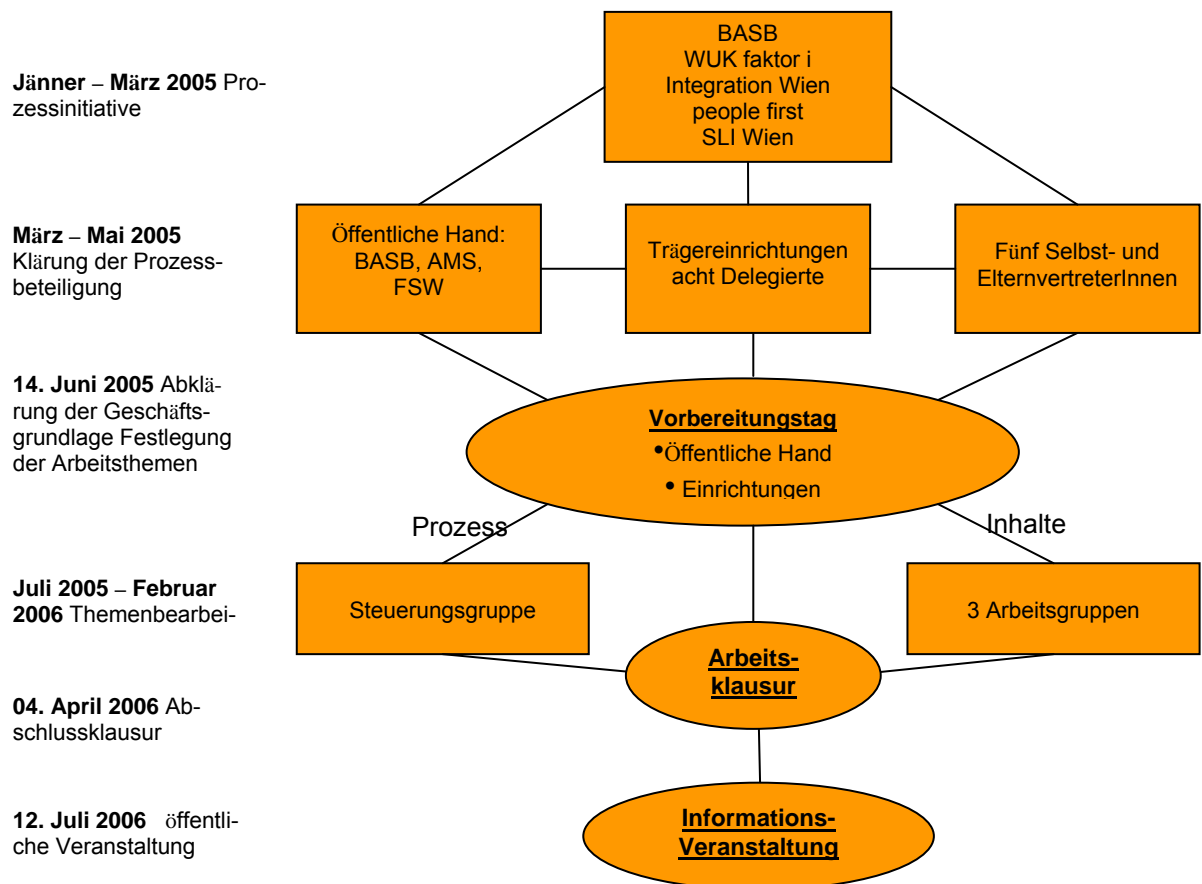 Jänner – März 2005 Pro-
zessinitiative
BASB
WUK faktor i
Integration Wien
people first
SLI Wien
März – Mai 2005
Klärung der Prozess-
beteiligung
Öffentliche Hand:
BASB, AMS,
FSW
Trägereinrichtungen
acht Delegierte
Fünf Selbst- und
ElternvertreterInnen
14. Juni 2005 Abklä-
rung der Geschäfts-
grundlage Festlegung
der Arbeitsthemen
Vorbereitungstag
•Öffentliche Hand
• Einrichtungen
Prozess
Inhalte
Juli 2005 – Februar
2006 Themenbearbei-
Steuerungsgruppe
3 Arbeitsgruppen
Arbeits-
klausur
04. April 2006 Ab-
schlussklausur
12. Juli 2006 öffentli-
che Veranstaltung
Informations-
Veranstaltung